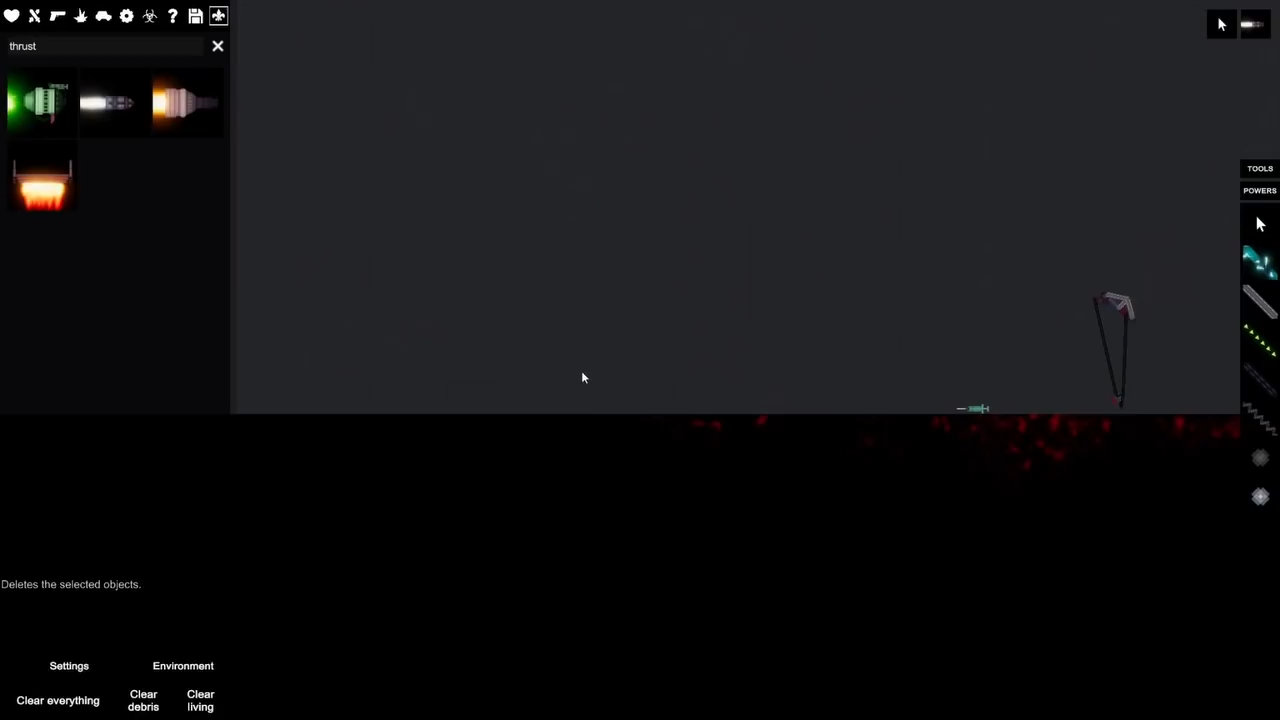 thrust
TOOLS
POWERS
Deletes the selected objects.
Settings
Environment
Clear everything
Clear
debris
Clear
living